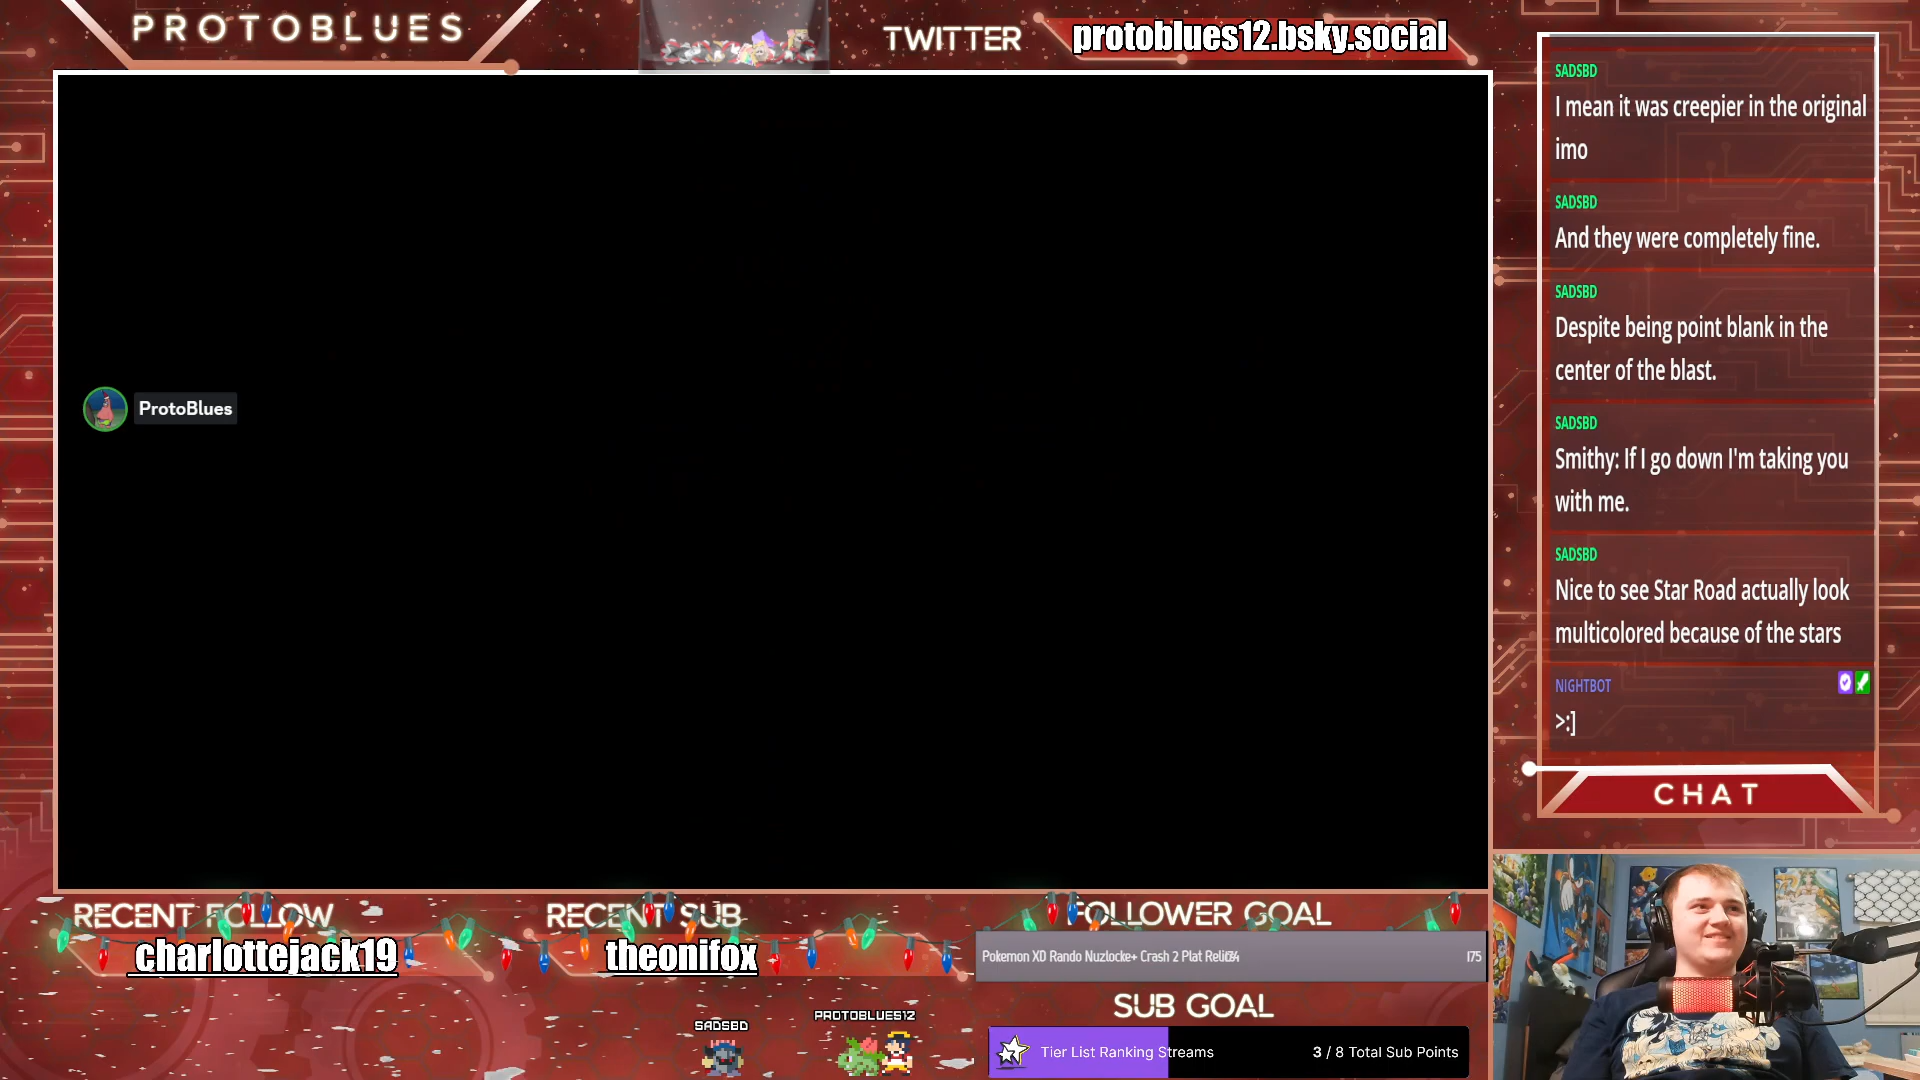 PROTOBLUES
TWITTER
protoblues12.bsky.social
SADSBD
I mean it was creepier in the original
imo
SADSBD
And they were completely fine.
SADSBD
Despite being point blank in the
center of the blast.
SADSBD
Smithy: If I go down I'm taking you
with me.
SADSBD
Nice to see Star Road actually look
multicolored because of the stars
NIGHTBOT
>:]
CHAT
ProtoBlues
RECENT FOLLOW
charlottejack19
RECENT SUB
theonifox
FOLLOWER GOAL
Pokemon XD Rando Nuzlocke+ Crash 2 Plat Relic
175
SUB GOAL
Tier List Ranking Streams
3 / 8 Total Sub Points
SADSBD
PROTOBLUES12